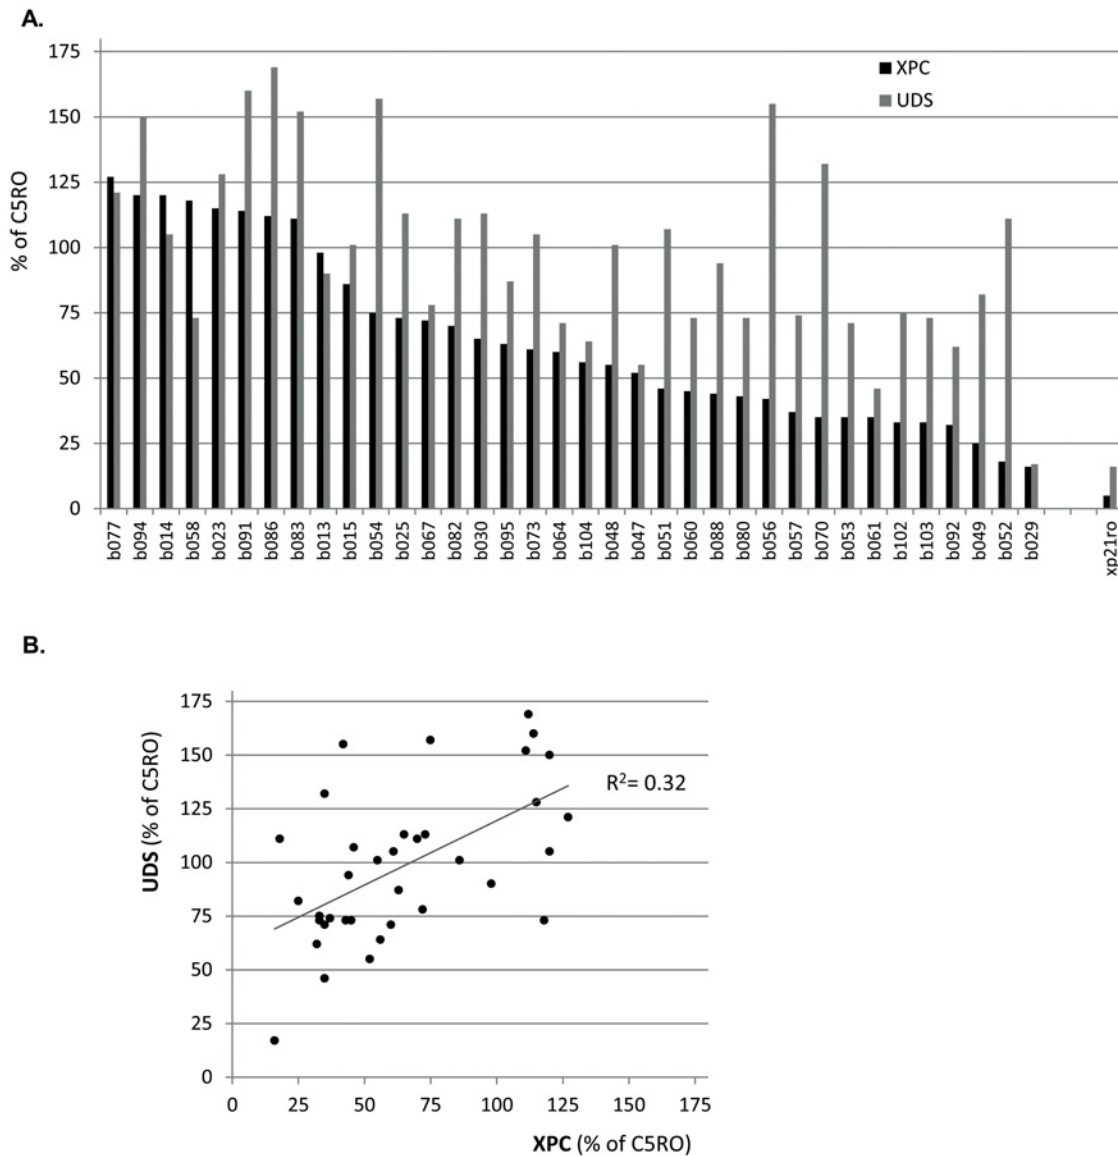 A.
175
150
125
100
75
50
25
0
% of C5RO
XPC
UDS
b077 b094 b014 b058 b023 b091 b086 b083 b013 b015 b054 b025 b067 b082 b030 b095 b073 b064 b104 b048 b047 b051 b060 b088 b080 b056 b057 b070 b053 b061 b102 b103 b092 b049 b052 b029 xp21ro
B.
175
150
125
100
75
50
25
0
UDS (% of C5RO)
R²= 0.32
0 25 50 75 100 125 150 175
XPC (% of C5RO)